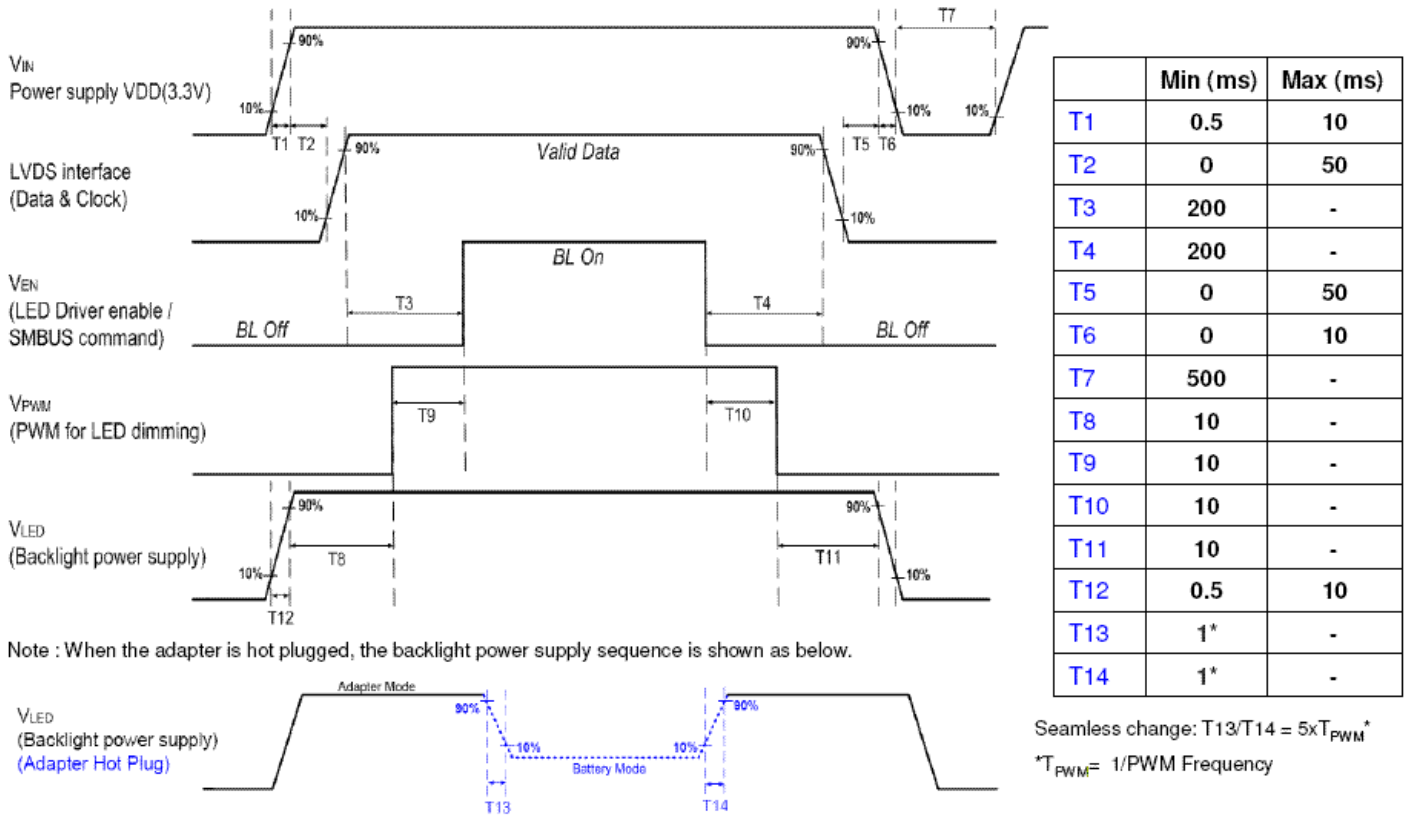 T7
90%
90%
VIN
Power supply VDD(3.3V)
10%
10%
10%
T1 T2
T5 T6
90%
Valid Data
90%
LVDS interface
(Data & Clock)
10%
10%
BL On
VEN
(LED Driver enable /
SMBUS command)
T3
T4
BL Off
BL Off
VPWM
(PWM for LED dimming)
T9
T10
90%
90%
VLED
(Backlight power supply)
T8
T11
10%
10%
T12
Note : When the adapter is hot plugged, the backlight power supply sequence is shown as below.
Adapter Mode
90%
90%
VLED
(Backlight power supply)
(Adapter Hot Plug)
10%
10%
Battery Mode
T13
T14
Min (ms) Max (ms)
T1 0.5 10
T2 0 50
T3 200 -
T4 200 -
T5 0 50
T6 0 10
T7 500 -
T8 10 -
T9 10 -
T10 10 -
T11 10 -
T12 0.5 10
T13 1* -
T14 1* -
Seamless change: T13/T14 = 5xTPWM*
*TPWM= 1/PWM Frequency